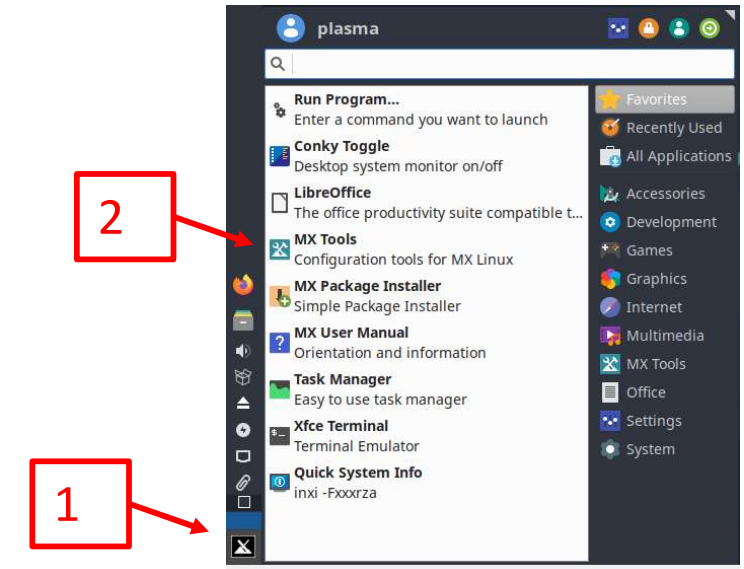 plasma
Run Program...
Enter a command you want to launch
Conky Toggle
Desktop system monitor on/off
LibreOffice
The office productivity suite compatible t...
MX Tools
Configuration tools for MX Linux
MX Package Installer
Simple Package Installer
MX User Manual
Orientation and information
Task Manager
Easy to use task manager
Xfce Terminal
Terminal Emulator
Quick System Info
inxi -Fxxxrza
Favorites
Recently Used
All Applications
Accessories
Development
Games
Graphics
Internet
Multimedia
MX Tools
Office
Settings
System
2
1